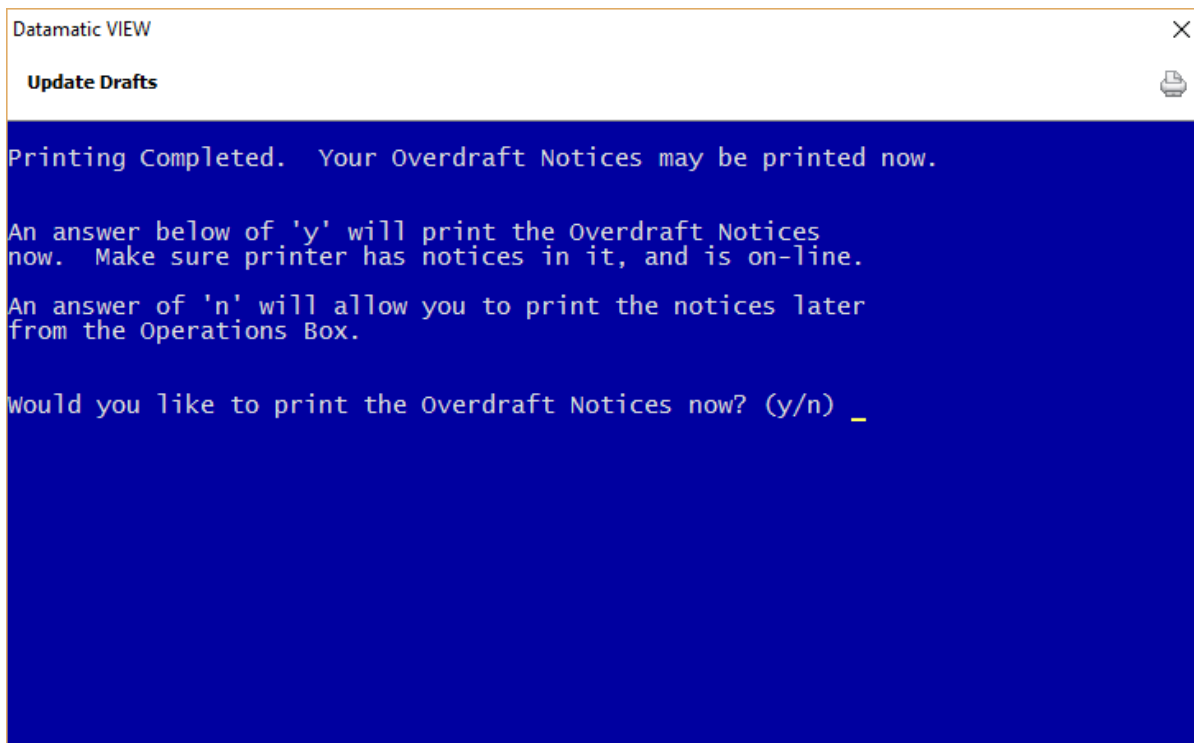 Datamatic VIEW
Update Drafts
Printing Completed.  Your Overdraft Notices may be printed now.
An answer below of 'y' will print the Overdraft Notices
now.  Make sure printer has notices in it, and is on-line.
An answer of 'n' will allow you to print the notices later
from the Operations Box.
Would you like to print the Overdraft Notices now? (y/n) _